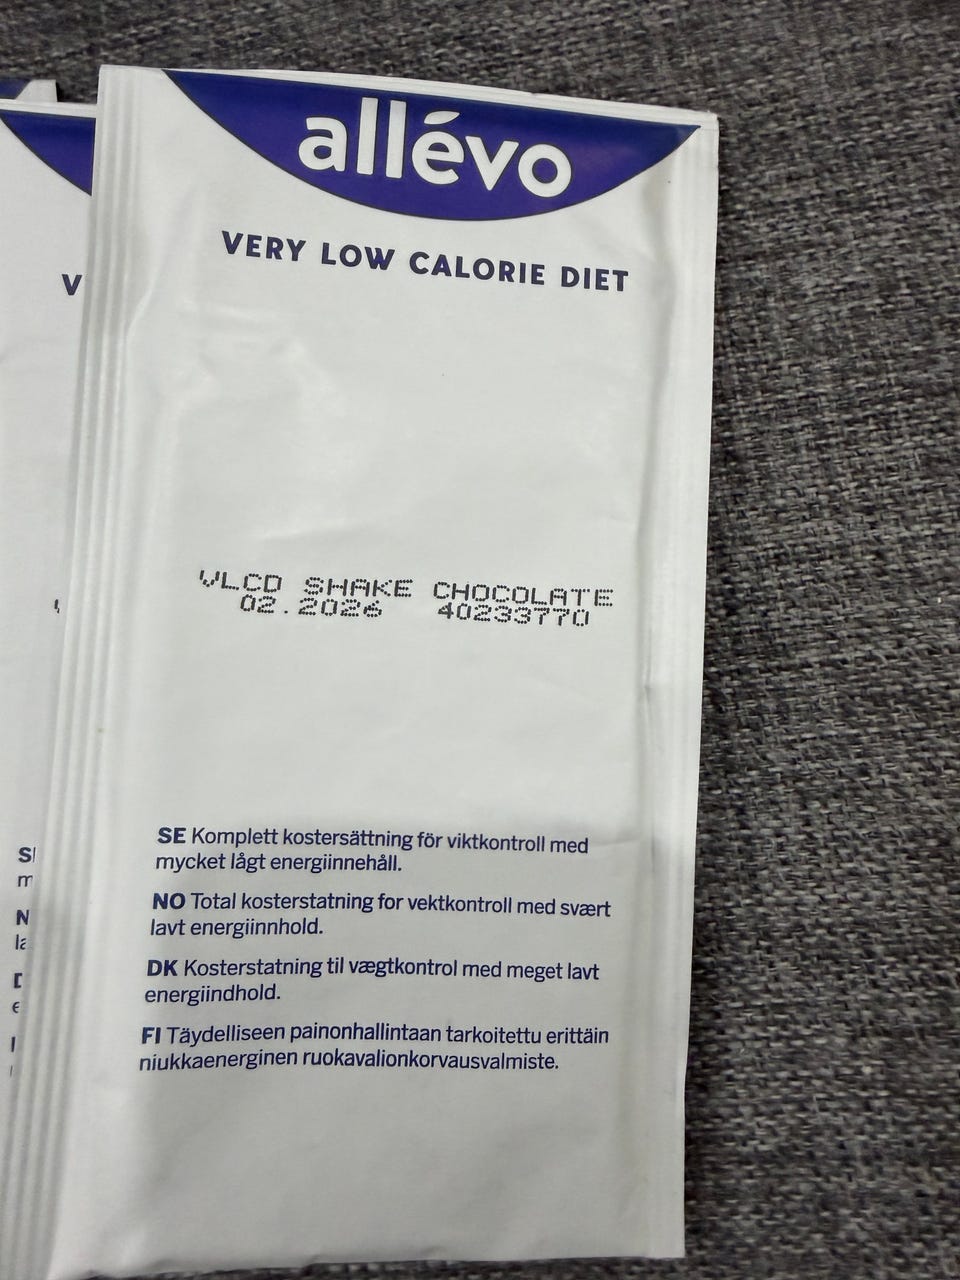 allévo
VERY LOW CALORIE DIET
VLCD SHAKE CHOCOLATE
02.2026 40233770
SE Komplett kostersättning för viktkontroll med
mycket lågt energiinnehåll.
NO Total kosterstatning for vektkontroll med svært
lavt energiinnhold.
DK Kosterstatning til vægtkontrol med meget lavt
energiindhold.
FI Täydelliseen painonhallintaan tarkoitettu erittäin
niukkaenerginen ruokavalionkorvausvalmiste.